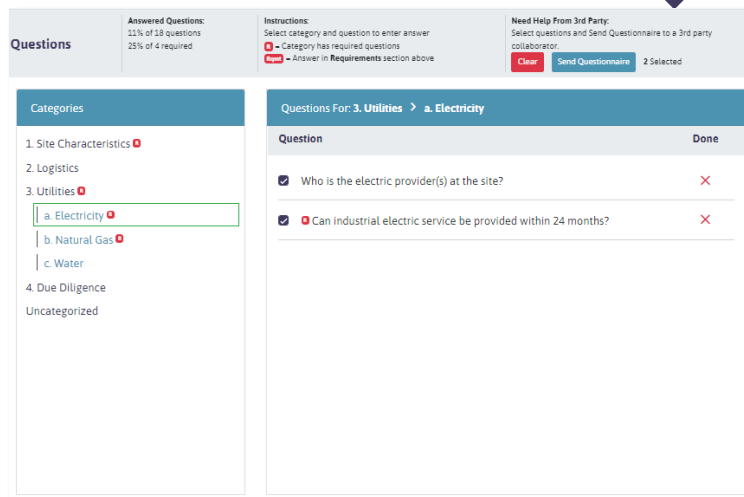 Questions
Answered Questions:
11% of 18 questions
25% of 4 required
Instructions:
Select category and question to enter answer
R – Category has required questions
– Answer in Requirements section above
Need Help From 3rd Party:
Select questions and Send Questionnaire to a 3rd party
collaborator.
Clear Send Questionnaire 2 Selected
Categories
1. Site Characteristics R
2. Logistics
3. Utilities R
a. Electricity R
b. Natural Gas R
c. Water
4. Due Diligence
Uncategorized
Questions For: 3. Utilities > a. Electricity
Question Done
Who is the electric provider(s) at the site?
R Can industrial electric service be provided within 24 months?